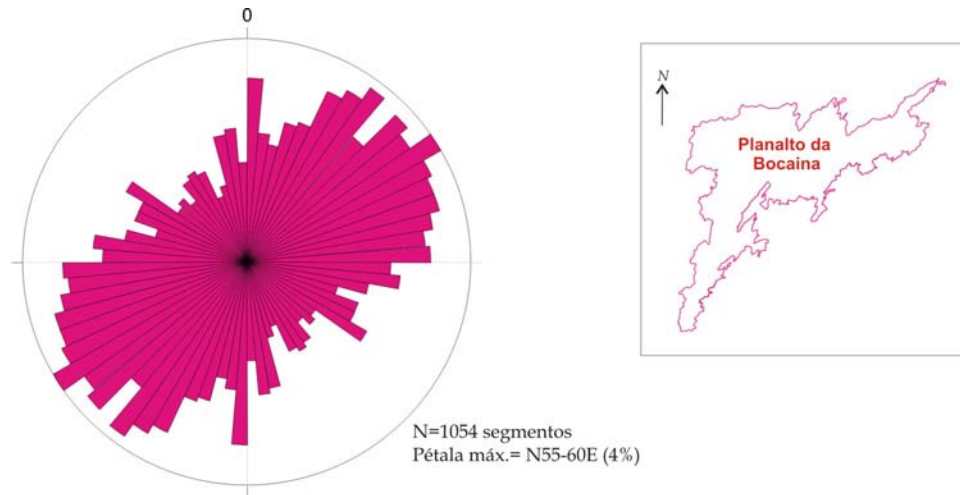 0
N
Planalto da
Bocaina
N=1054 segmentos
Pétala máx.= N55-60E (4%)